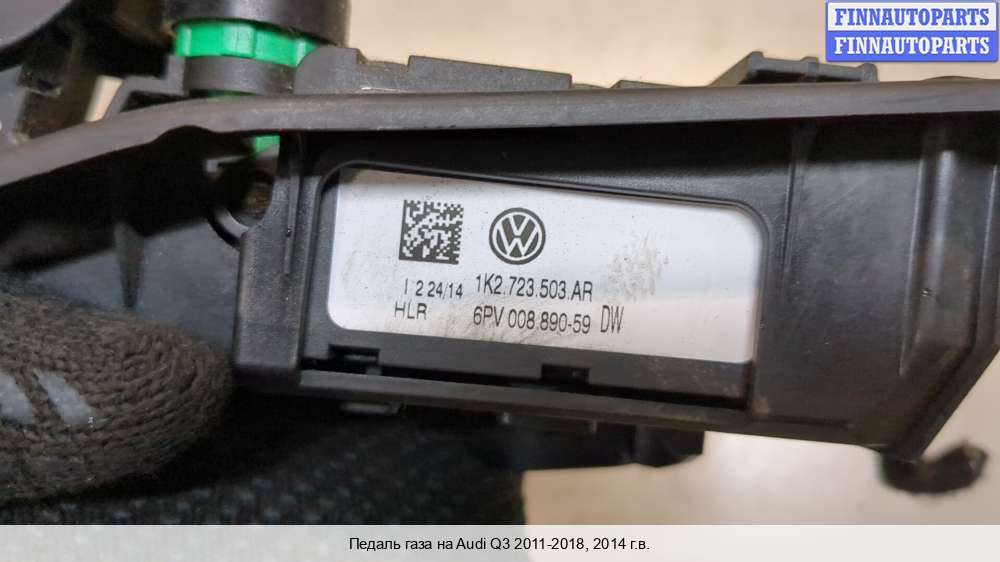 FINNAUTOPARTS
FINNAUTOPARTS
I 2 24/14 1K2.723.503.AR
HLR 6PV 008.890-59 DW
Педаль газа на Audi Q3 2011-2018, 2014 г.в.